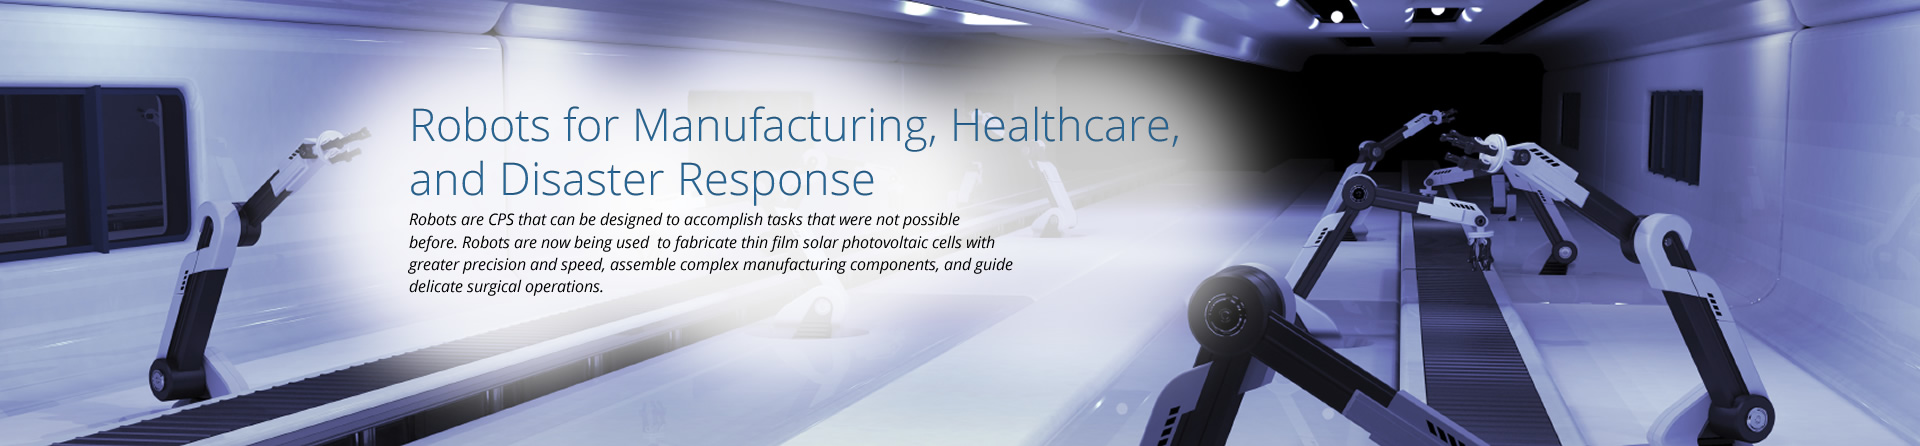 Robots for Manufacturing, Healthcare,
and Disaster Response
Robots are CPS that can be designed to accomplish tasks that were not possible
before. Robots are now being used  to fabricate thin film solar photovoltaic cells with
greater precision and speed, assemble complex manufacturing components, and guide
delicate surgical operations.